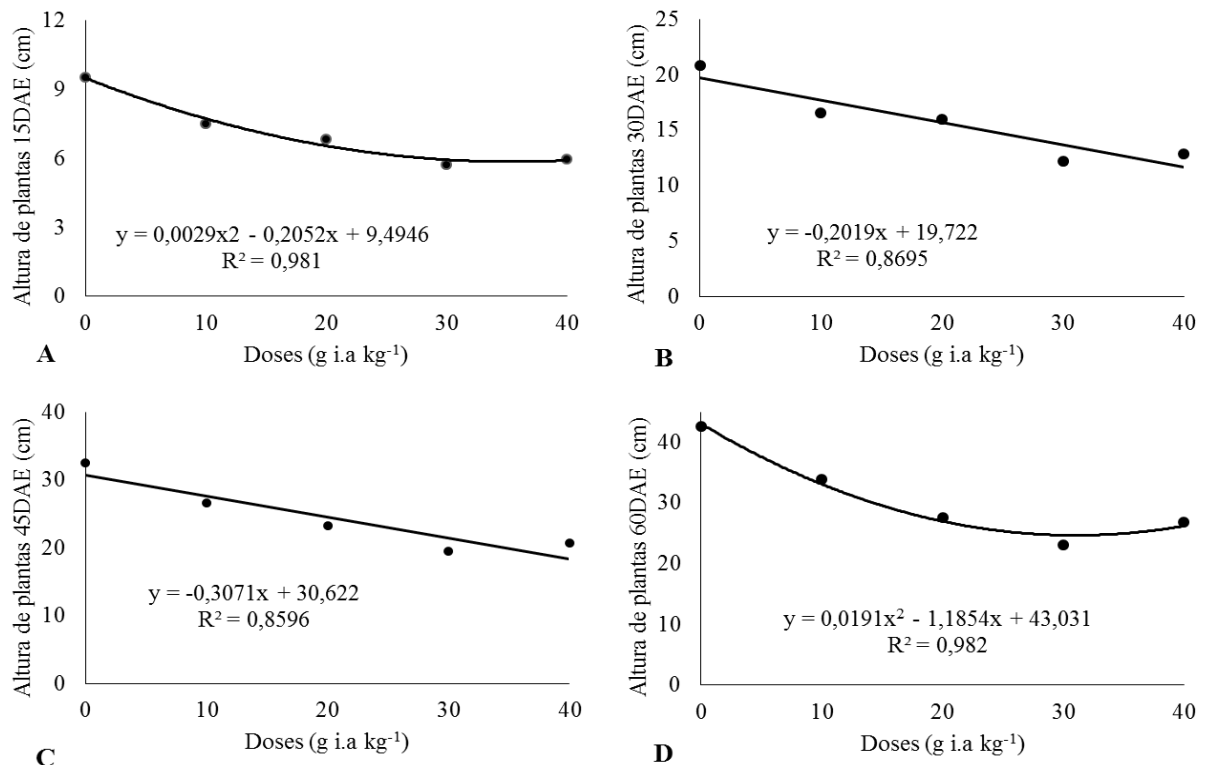 Altura de plantas 15DAE (cm)
12
9
6
3
0
y = 0,0029x2 - 0,2052x + 9,4946
R² = 0,981
0 10 20 30 40
Doses (g i.a kg⁻¹)
A
Altura de plantas 30DAE (cm)
25
20
15
10
5
0
y = -0,2019x + 19,722
R² = 0,8695
0 10 20 30 40
Doses (g i.a kg⁻¹)
B
Altura de plantas 45DAE (cm)
40
30
20
10
0
y = -0,3071x + 30,622
R² = 0,8596
0 10 20 30 40
Doses (g i.a kg⁻¹)
C
Altura de plantas 60DAE (cm)
40
30
20
10
0
y = 0,0191x² - 1,1854x + 43,031
R² = 0,982
0 10 20 30 40
Doses (g i.a kg⁻¹)
D